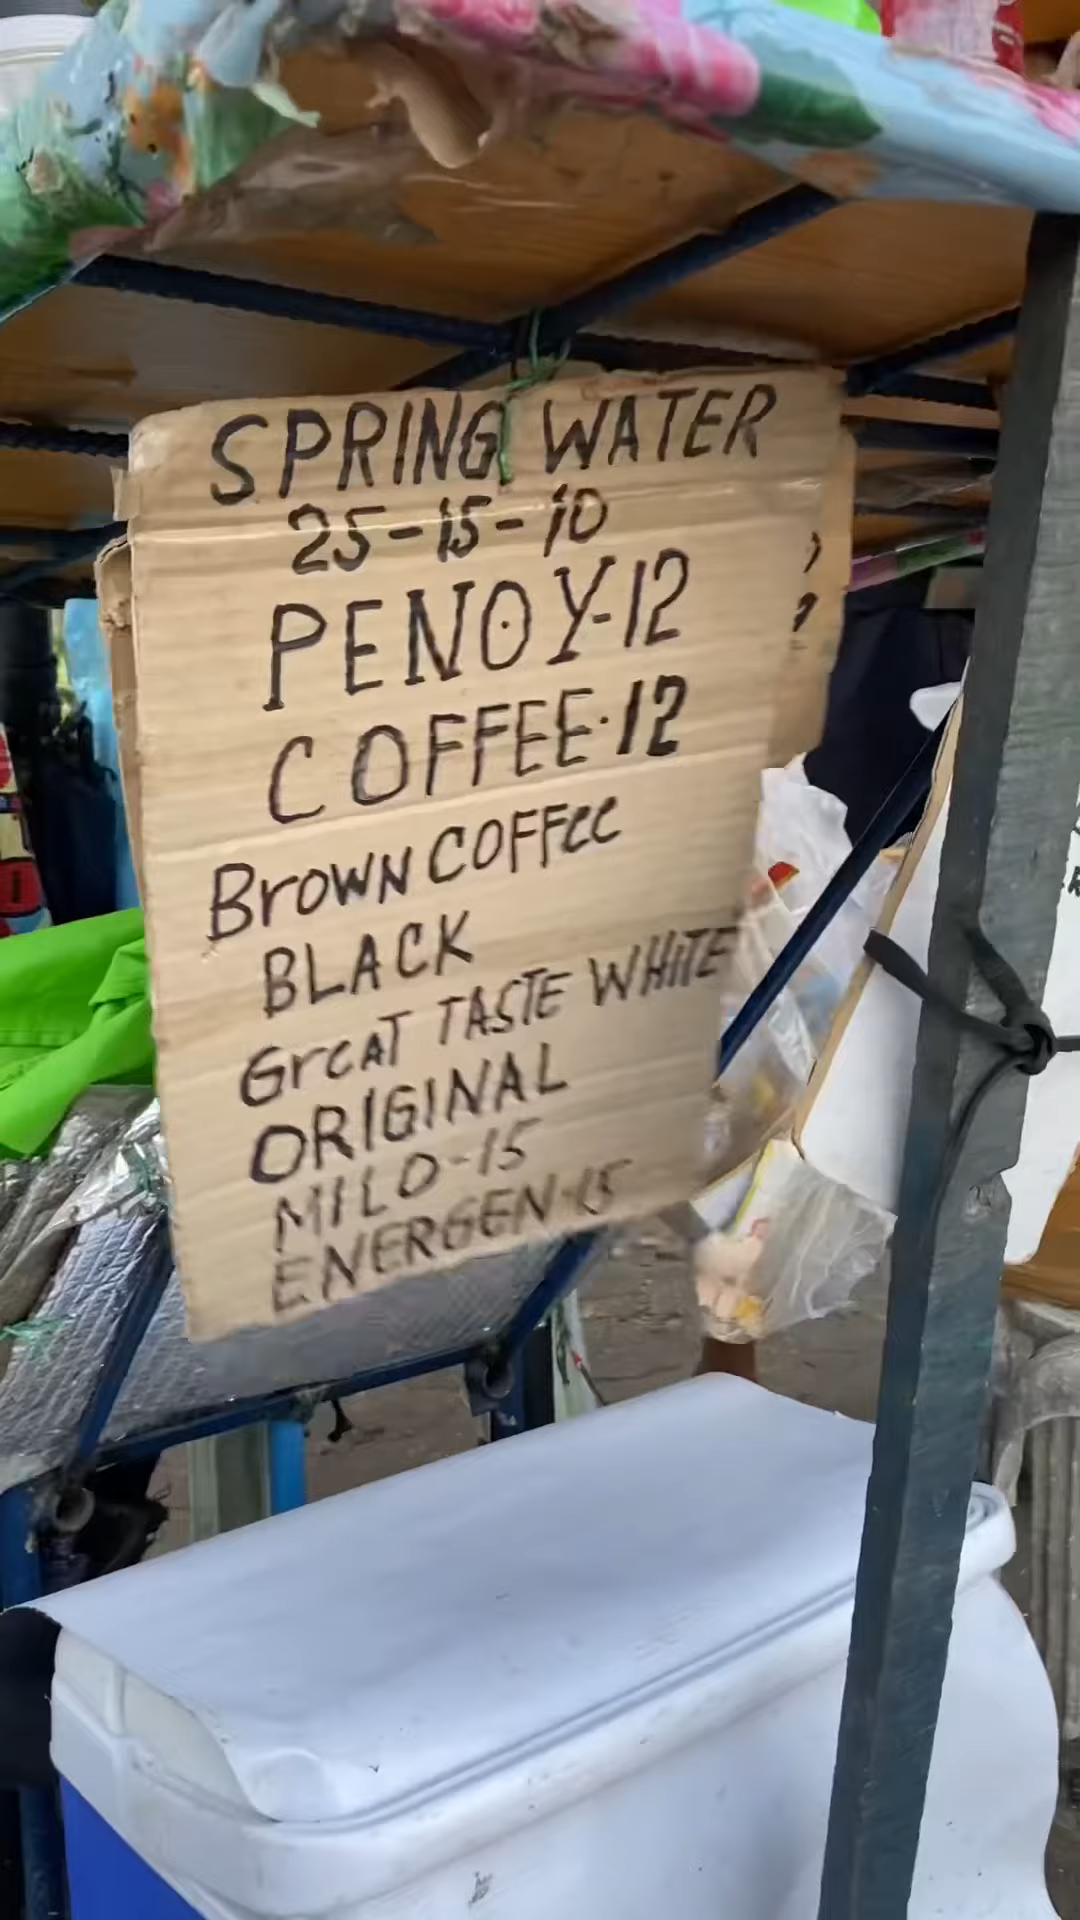 SPRING WATER
25-15-10
PENOY-12
COFFEE-12
Brown COFFee
BLACK
GreAT TASTE WHITE
ORIGINAL
MILO-15
ENERGEN-15